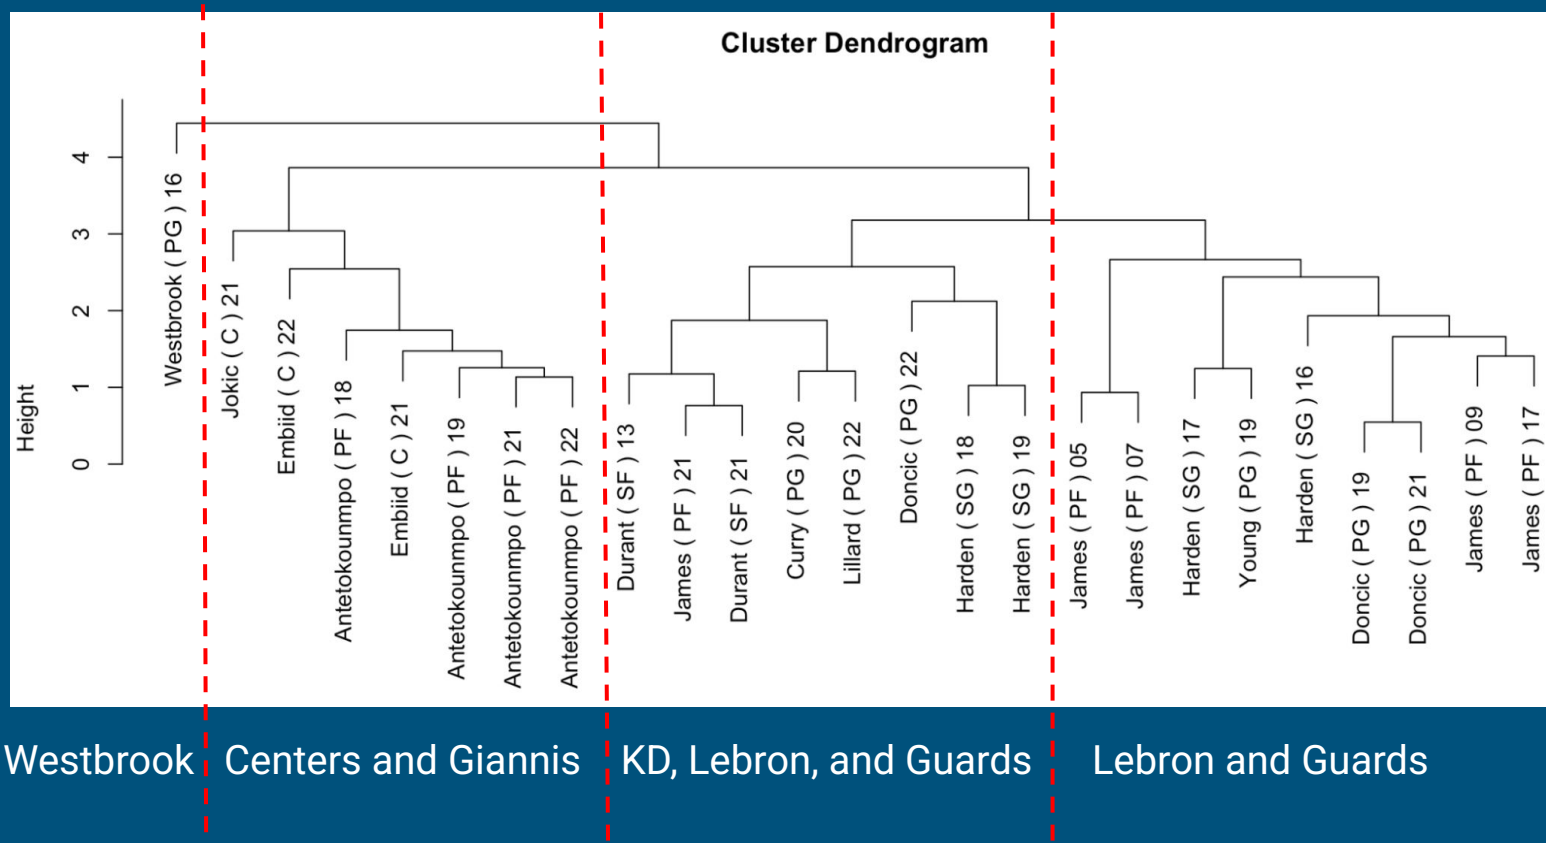 Cluster Dendrogram
Height
4
3
2
1
0
Westbrook ( PG ) 16
Jokic ( C ) 21
Embiid ( C ) 22
Antetokounmpo ( PF ) 18
Embiid ( C ) 21
Antetokounmpo ( PF ) 19
Antetokounmpo ( PF ) 21
Antetokounmpo ( PF ) 22
Durant ( SF ) 13
James ( PF ) 21
Durant ( SF ) 21
Curry ( PG ) 20
Lillard ( PG ) 22
Doncic ( PG ) 22
Harden ( SG ) 18
Harden ( SG ) 19
James ( PF ) 05
James ( PF ) 07
Harden ( SG ) 17
Young ( PG ) 19
Harden ( SG ) 16
Doncic ( PG ) 19
Doncic ( PG ) 21
James ( PF ) 09
James ( PF ) 17
Westbrook
Centers and Giannis
KD, Lebron, and Guards
Lebron and Guards